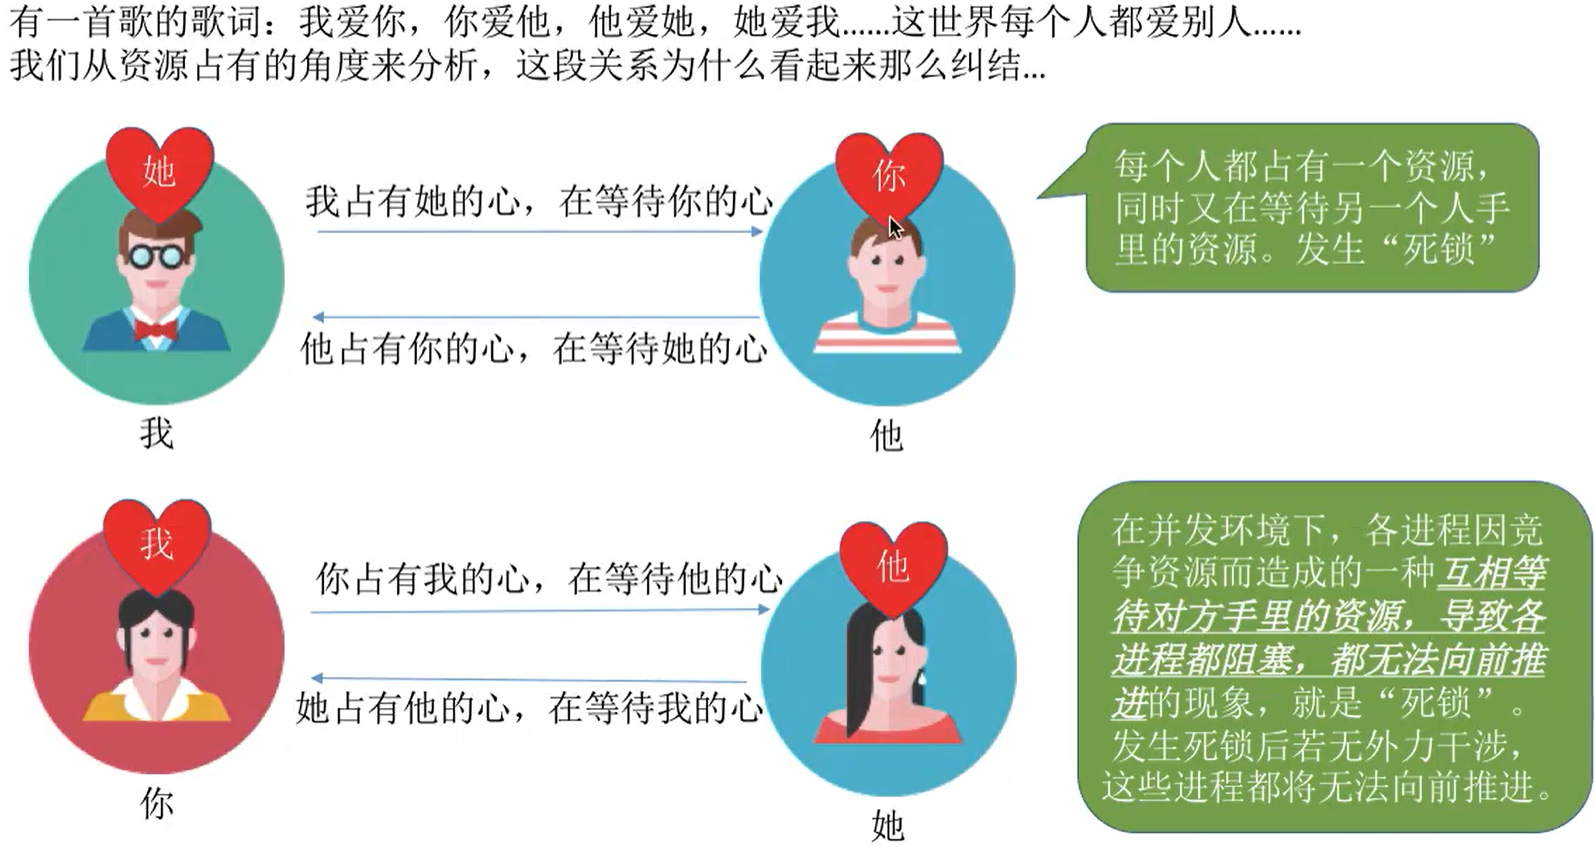 有一首歌的歌词：我爱你，你爱他，他爱她，她爱我……这世界每个人都爱别人……
我们从资源占有的角度来分析，这段关系为什么看起来那么纠结…
她
我占有她的心，在等待你的心
他占有你的心，在等待她的心
我
你
他
每个人都占有一个资源，
同时又在等待另一个人手
里的资源。发生“死锁”
我
你占有我的心，在等待他的心
她占有他的心，在等待我的心
你
他
她
在并发环境下，各进程因竞
争资源而造成的一种互相等
待对方手里的资源，导致各
进程都阻塞，都无法向前推
进的现象，就是“死锁”。
发生死锁后若无外力干涉，
这些进程都将无法向前推进。